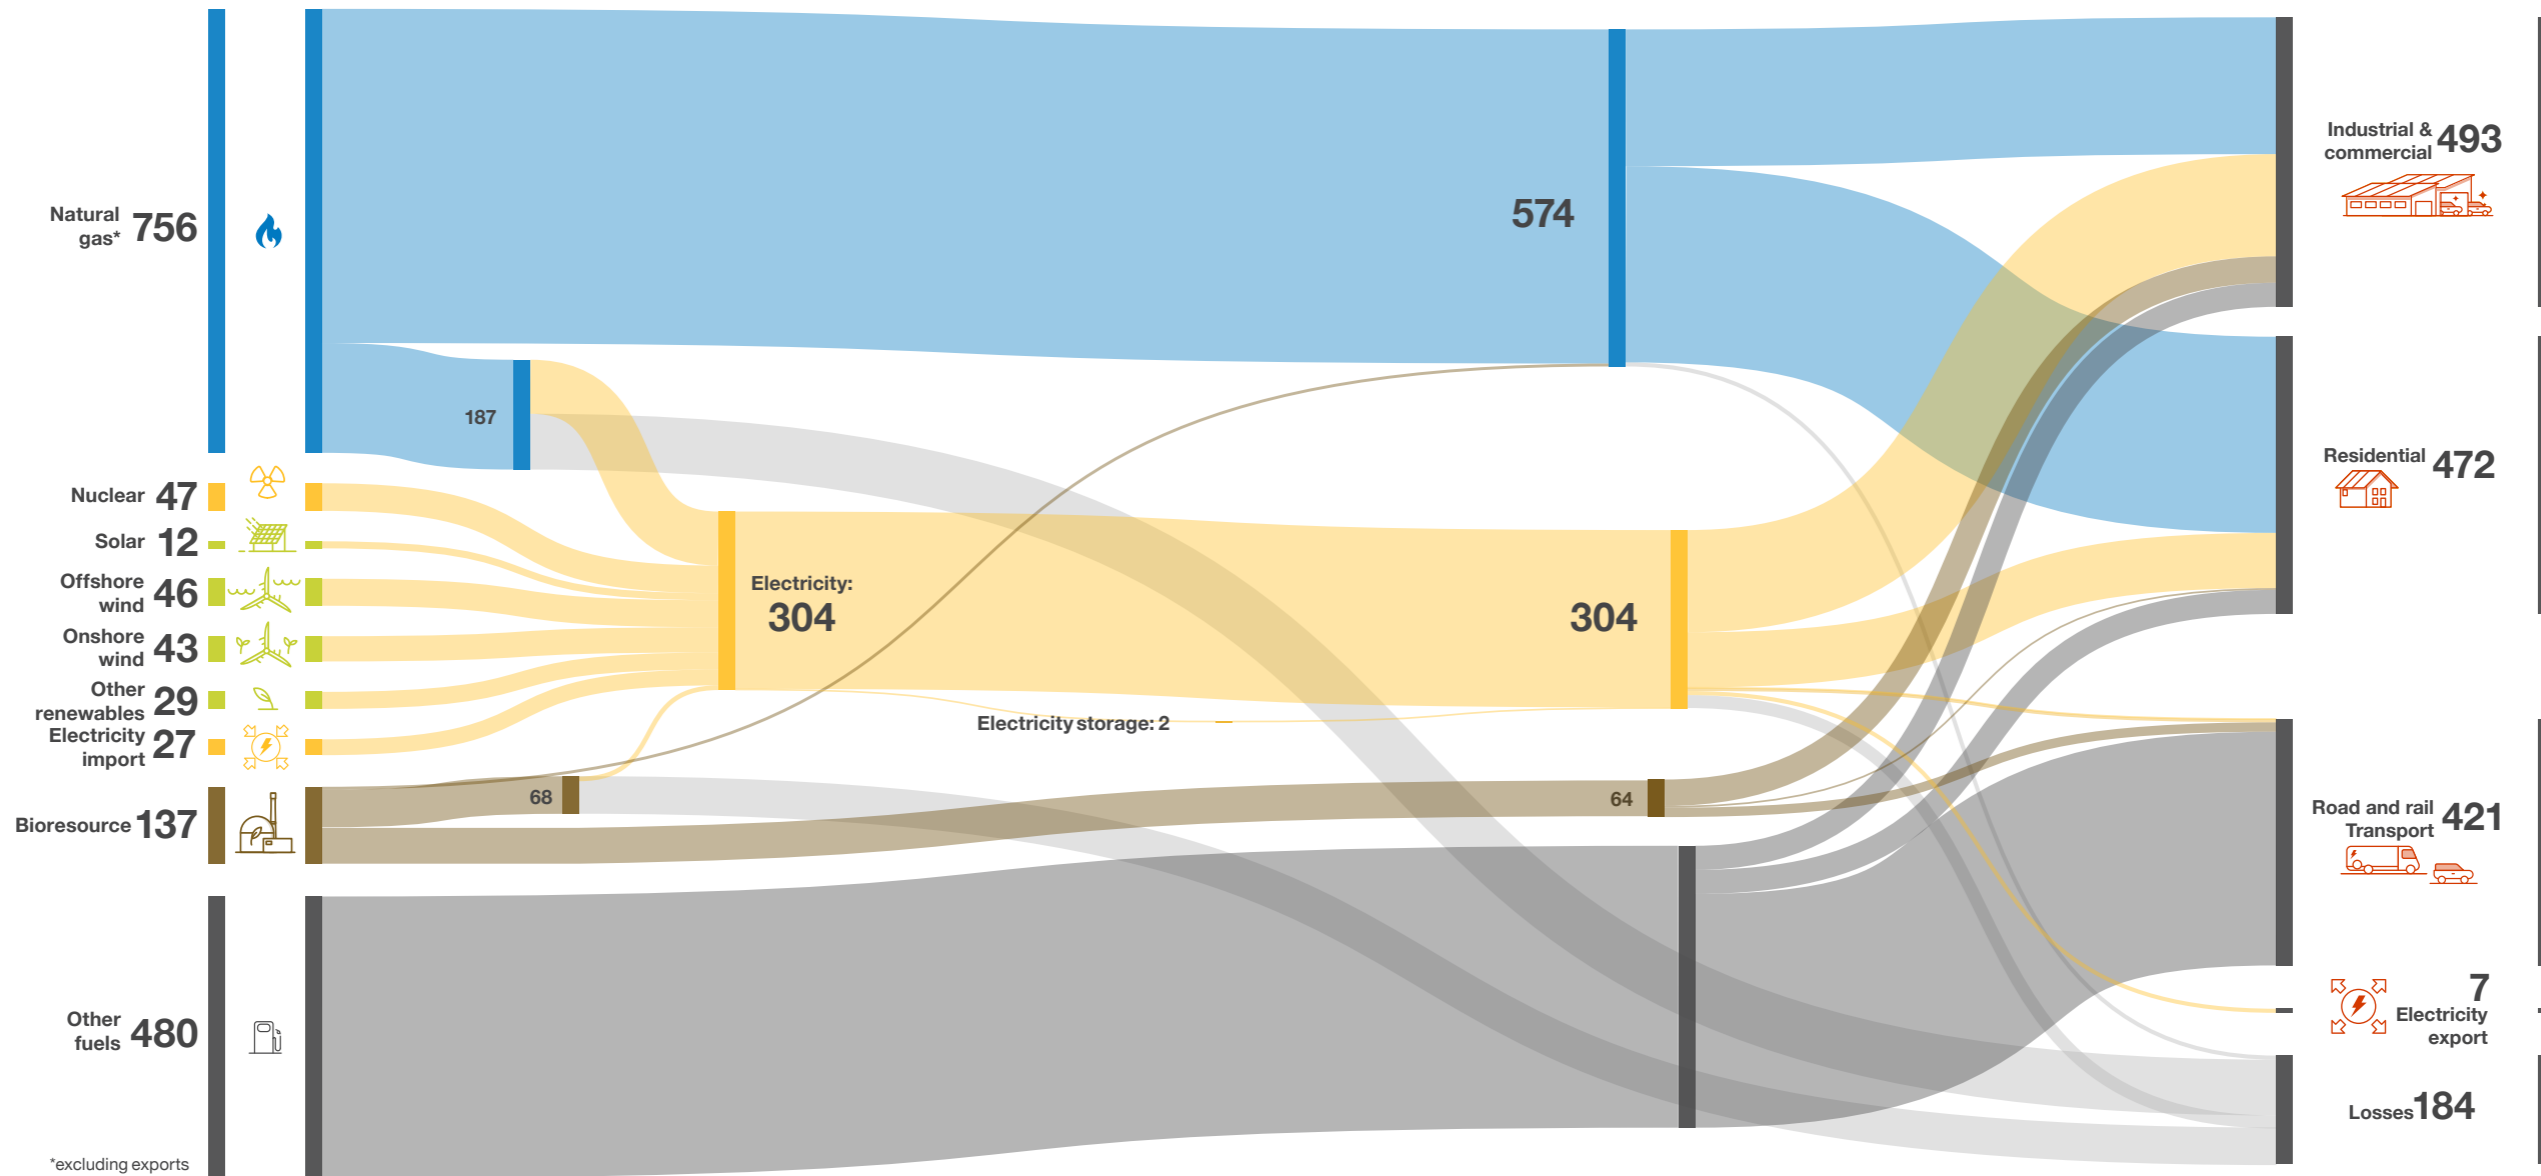 Natural
gas* 756
Nuclear 47
Solar 12
Offshore
wind 46
Onshore
wind 43
Other
renewables 29
Electricity
import 27
Bioresource 137
Other
fuels 480
*excluding exports
187
68
Electricity:
304
Electricity storage: 2
574
304
64
Industrial &
commercial 493
Residential 472
Road and rail
Transport 421
7
Electricity
export
Losses 184